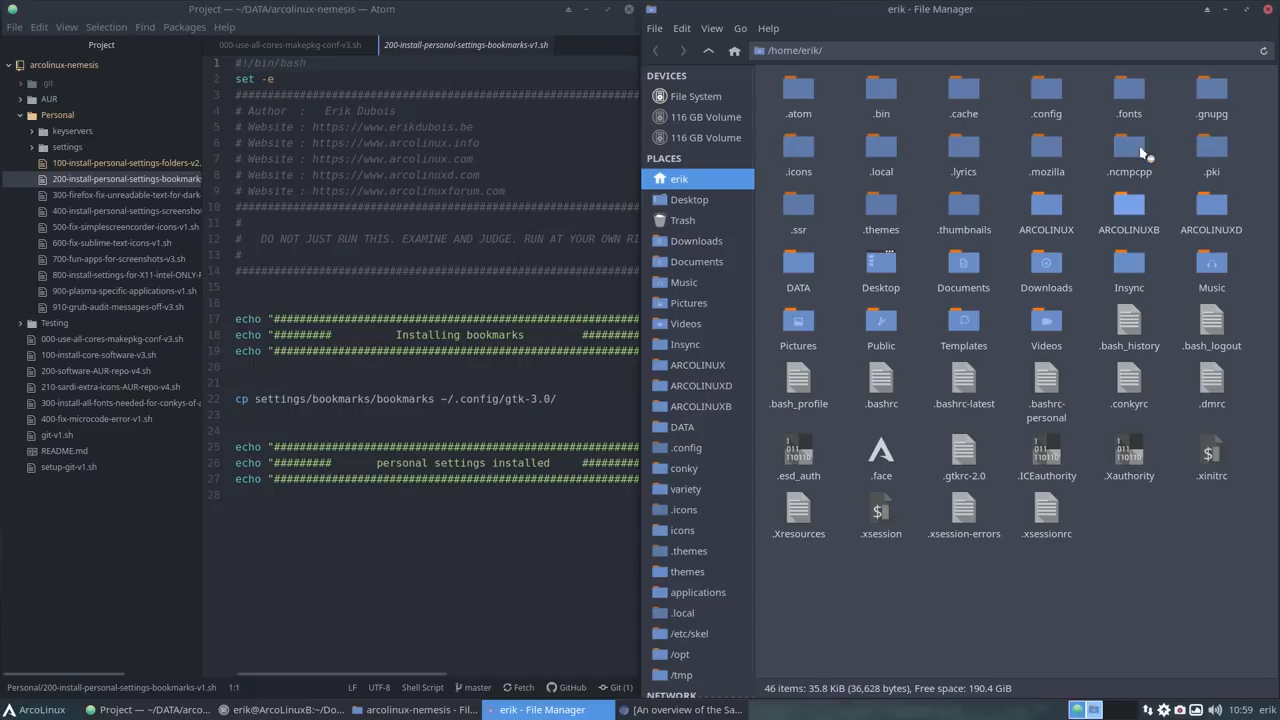 Project — ~/DATA/arcolinux-nemesis — Atom
File Edit View Selection Find Packages Help
Project
000-use-all-cores-makepkg-conf-v3.sh
200-install-personal-settings-bookmarks-v1.sh
arcolinux-nemesis
.git
AUR
Personal
keyservers
settings
100-install-personal-settings-folders-v2.
200-install-personal-settings-bookmarks
300-firefox-fix-unreadable-text-for-dark-
400-install-personal-settings-screenshot
500-fix-simplescreencorder-icons-v1.sh
600-fix-sublime-text-icons-v1.sh
700-fun-apps-for-screenshots-v1.sh
800-install-settings-for-X11-intel-ONLY-F
900-plasma-specific-applications-v1.sh
910-grub-audit-messages-off-v3.sh
Testing
000-use-all-cores-makepkg-conf-v3.sh
100-install-core-software-v3.sh
200-software-AUR-repo-v4.sh
210-sardi-extra-icons-AUR-repo-v4.sh
300-install-all-fonts-needed-for-conkys-o
400-fix-microcode-error-v1.sh
git-v1.sh
README.md
setup-git-v1.sh
1 #!/bin/bash
2 set -e
3 ##############################################################
4 # Author : Erik Dubois
5 # Website : https://www.erikdubois.be
6 # Website : https://www.arcolinux.info
7 # Website : https://www.arcolinux.com
8 # Website : https://www.arcolinuxd.com
9 # Website : https://www.arcolinuxforum.com
10 ##############################################################
11 #
12 # DO NOT JUST RUN THIS. EXAMINE AND JUDGE. RUN AT YOUR OWN RI
13 #
14 ##############################################################
15
16
17 echo "########################################################
18 echo "######### Installing bookmarks #########
19 echo "########################################################
20
21
22 cp settings/bookmarks/bookmarks ~/.config/gtk-3.0/
23
24
25 echo "########################################################
26 echo "######### personal settings installed #########
27 echo "########################################################
28
Personal/200-install-personal-settings-bookmarks-v1.sh 1:1 LF UTF-8 Shell Script master Fetch GitHub Git (1)
erik - File Manager
File Edit View Go Help
/home/erik/
DEVICES
File System
116 GB Volume
116 GB Volume
PLACES
erik
Desktop
Trash
Downloads
Documents
Music
Pictures
Videos
Insync
ARCOLINUX
ARCOLINUXD
ARCOLINUXB
DATA
.config
conky
variety
.icons
icons
.themes
themes
applications
.local
/etc/skel
/opt
/tmp
NETWORK
.atom .bin .cache .config .fonts .gnupg
.icons .local .lyrics .mozilla .ncmpcpp .pki
.ssr .themes .thumbnails ARCOLINUX ARCOLINUXB ARCOLINUXD
DATA Desktop Documents Downloads Insync Music
Pictures Public Templates Videos .bash_history .bash_logout
.bash_profile .bashrc .bashrc-latest .bashrc-personal .conkyrc .dmrc
.esd_auth .face .gtkrc-2.0 .ICEauthority .Xauthority .xinitrc
.Xresources .xsession .xsession-errors .xsessionrc
46 items: 35.8 KiB (36,628 bytes), Free space: 190.4 GiB
ArcoLinux Project — ~/DATA/arco... erik@ArcoLinuxB:~/Do... arcolinux-nemesis - Fil... erik - File Manager [An overview of the Sa... 10:59 erik